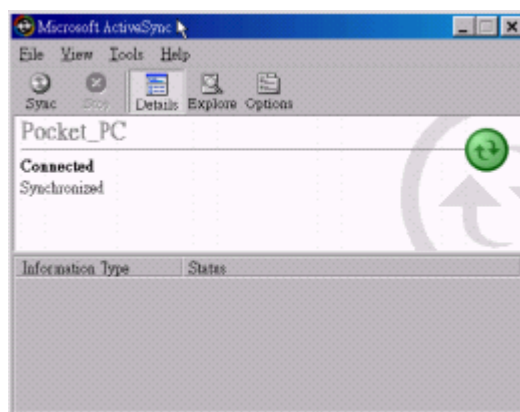 Microsoft ActiveSync
File View Tools Help
Sync Stop Details Explore Options
Pocket_PC
Connected
Synchronized
Information Type Status